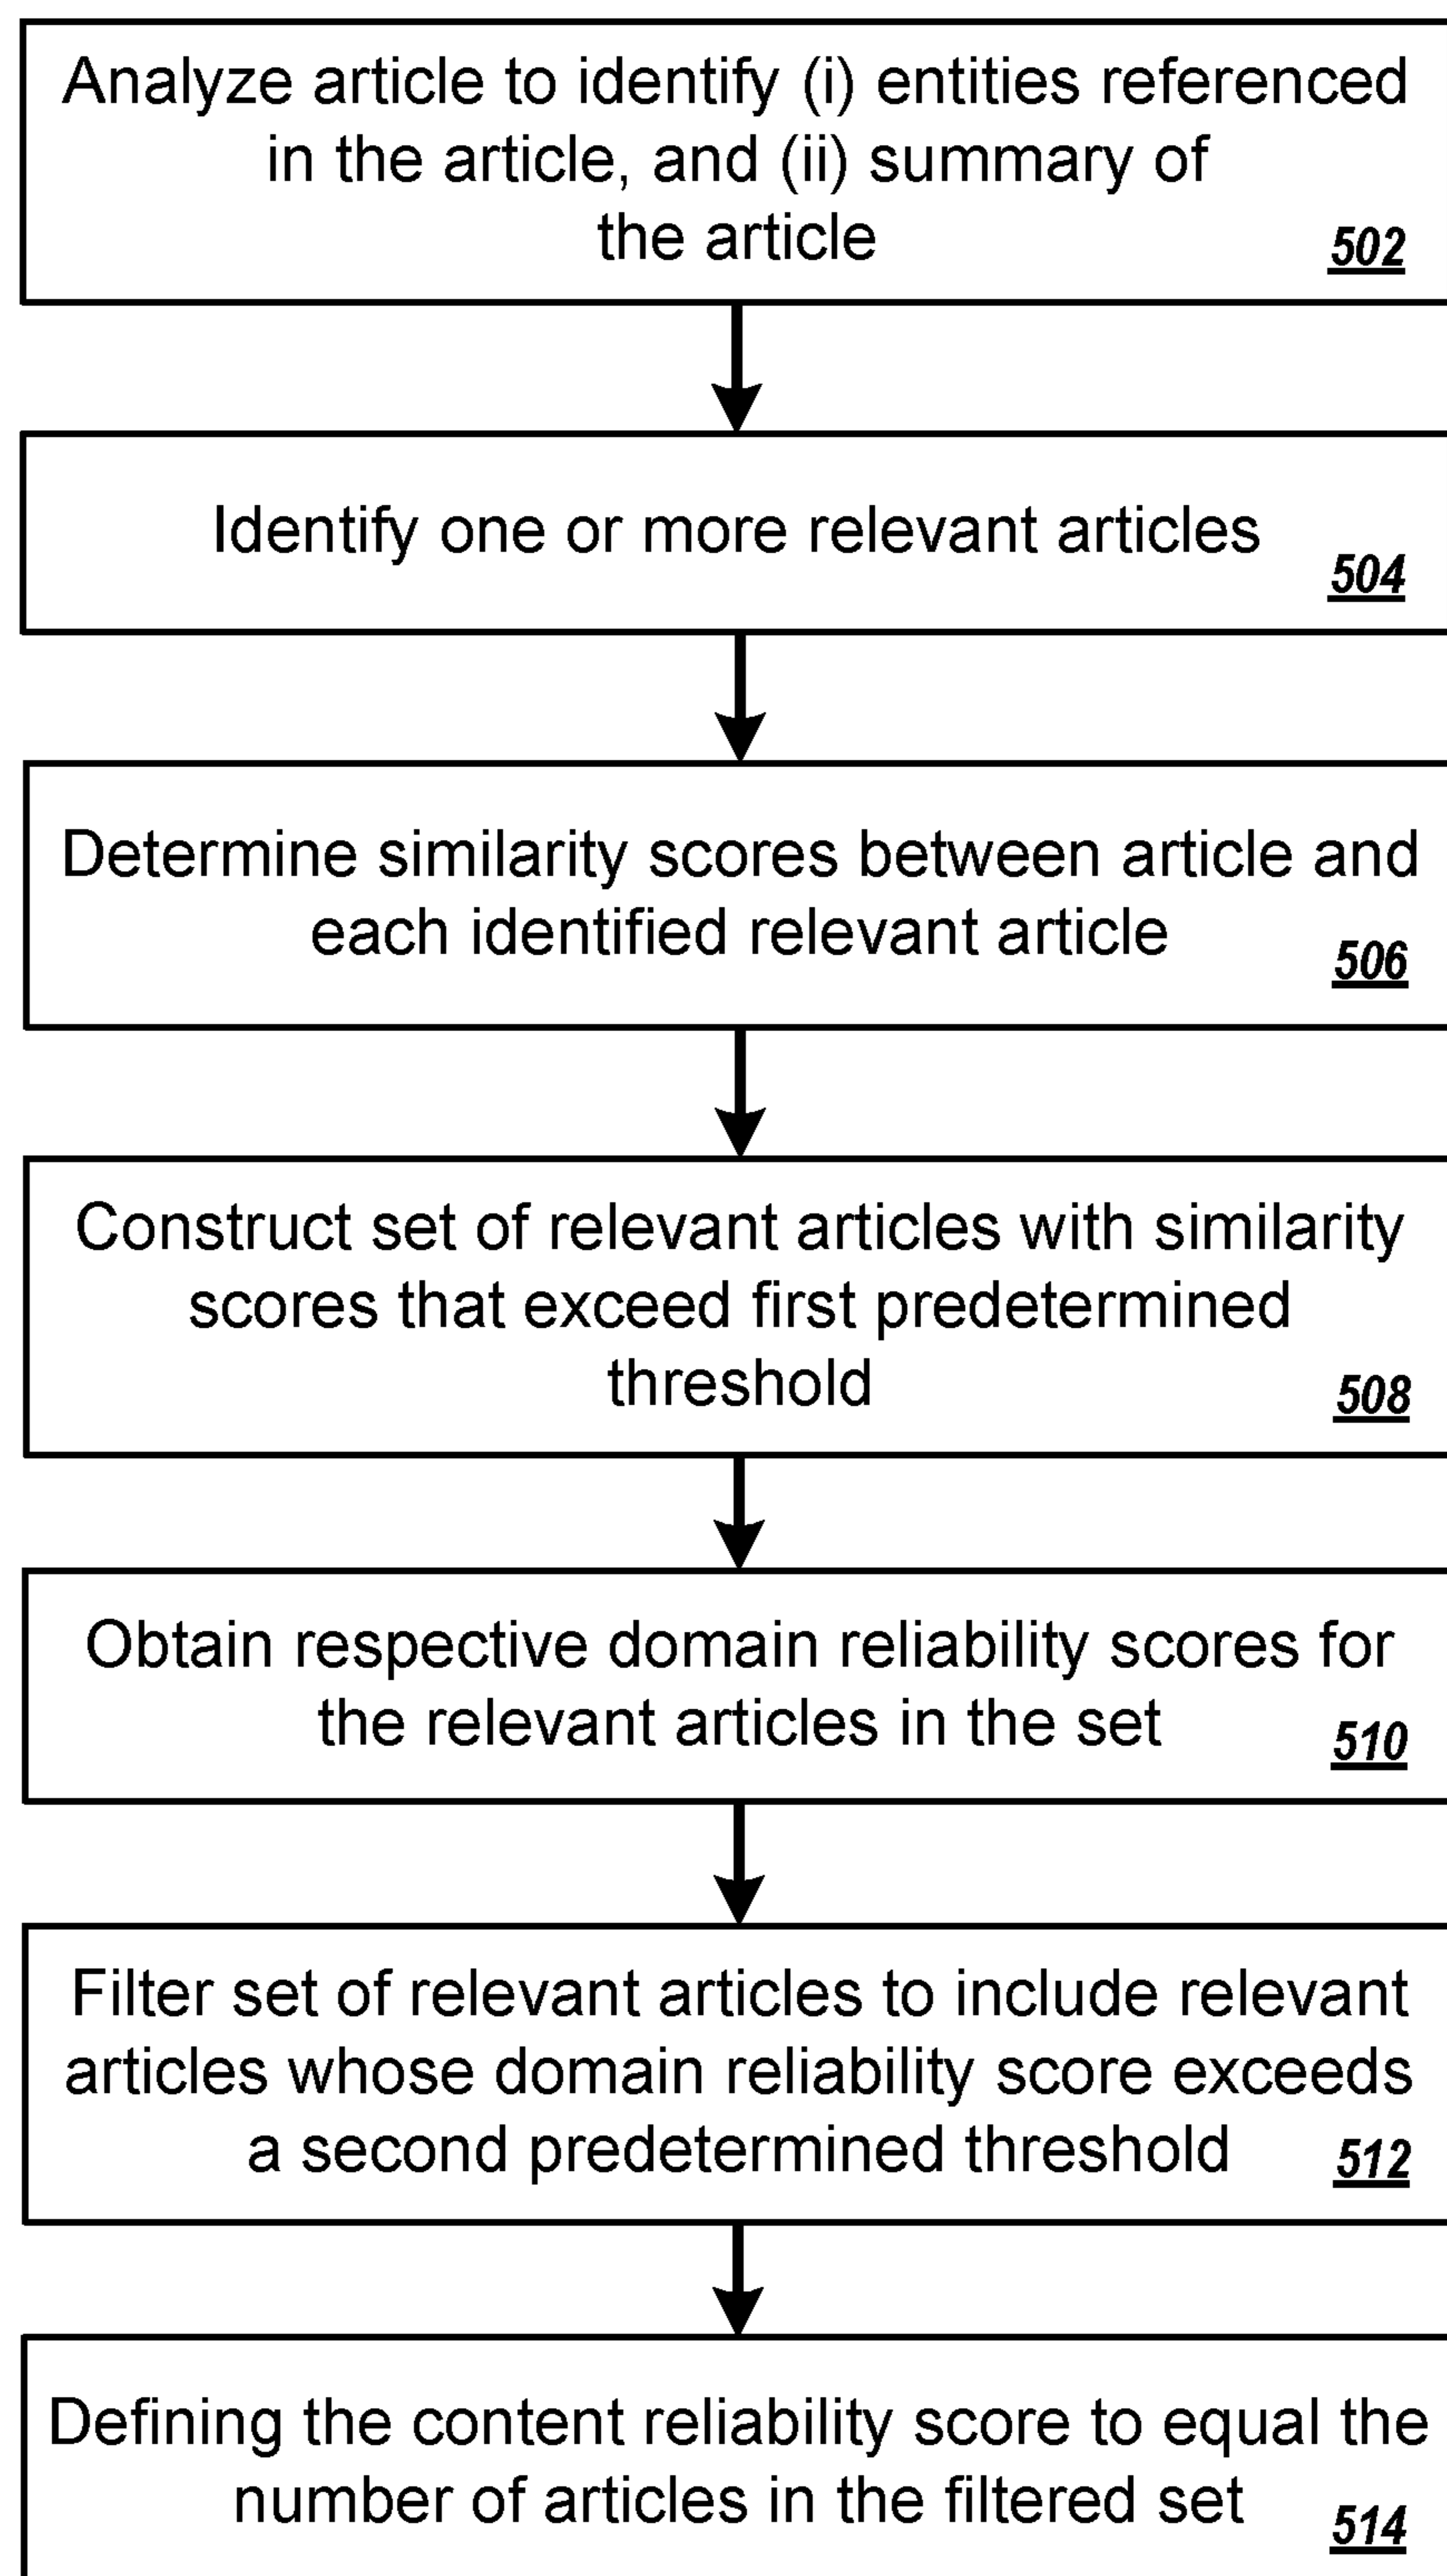 Analyze article to identify (i) entities referenced
in the article, and (ii) summary of
the article
502
Identify one or more relevant articles
504
Determine similarity scores between article and
each identified relevant article
506
Construct set of relevant articles with similarity
scores that exceed first predetermined
threshold
508
Obtain respective domain reliability scores for
the relevant articles in the set
510
Filter set of relevant articles to include relevant
articles whose domain reliability score exceeds
a second predetermined threshold
512
Defining the content reliability score to equal the
number of articles in the filtered set
514